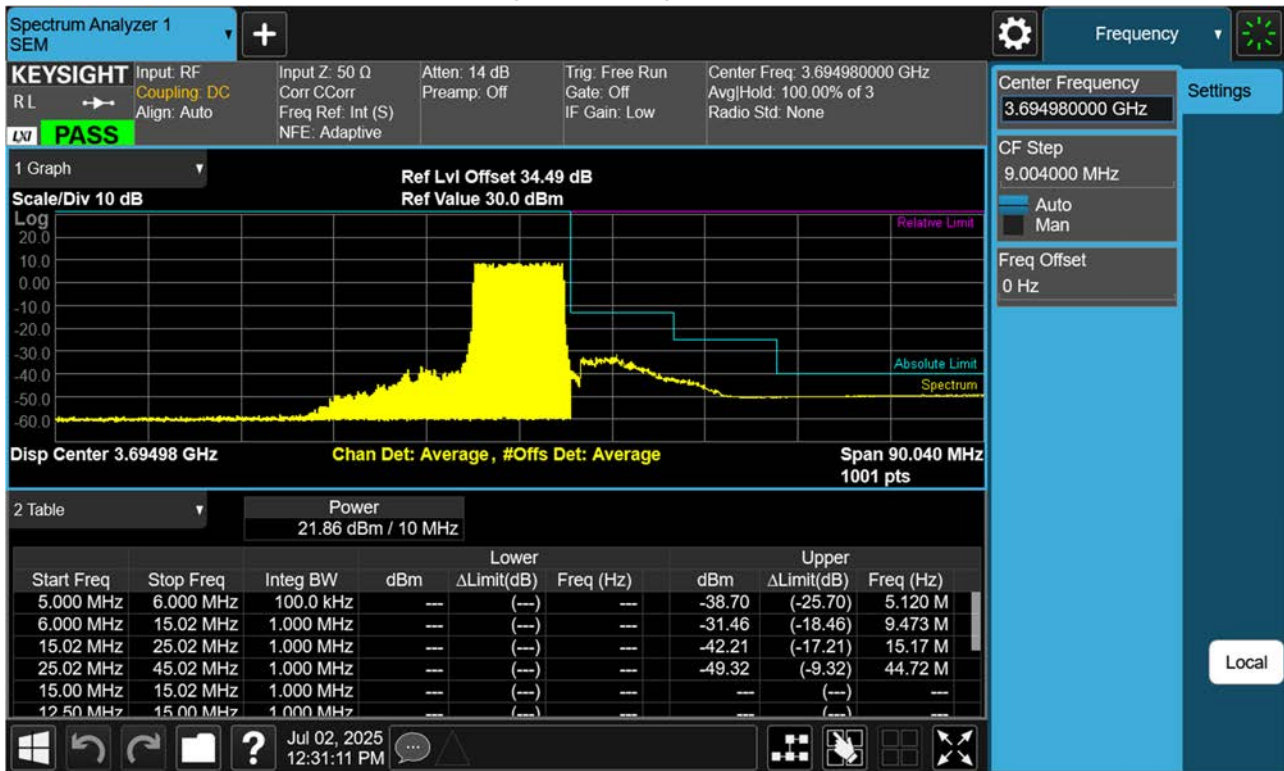 Spectrum Analyzer 1
SEM
Frequency
KEYSIGHT
R L
LXI PASS
Input: RF
Coupling: DC
Align: Auto
Input Z: 50 Ω
Corr CCorr
Freq Ref: Int (S)
NFE: Adaptive
Atten: 14 dB
Preamp: Off
Trig: Free Run
Gate: Off
IF Gain: Low
Center Freq: 3.694980000 GHz
Avg|Hold: 100.00% of 3
Radio Std: None
Center Frequency
3.694980000 GHz
Settings
CF Step
9.004000 MHz
Auto
Man
Freq Offset
0 Hz
Local
1 Graph
Scale/Div 10 dB
Ref Lvl Offset 34.49 dB
Ref Value 30.0 dBm
Log
20.0
10.0
0.00
-10.0
-20.0
-30.0
-40.0
-50.0
-60.0
Relative Limit
Absolute Limit
Spectrum
Disp Center 3.69498 GHz
Chan Det: Average , #Offs Det: Average
Span 90.040 MHz
1001 pts
2 Table
Power
21.86 dBm / 10 MHz
Lower Upper
Start Freq Stop Freq Integ BW dBm ΔLimit(dB) Freq (Hz) dBm ΔLimit(dB) Freq (Hz)
5.000 MHz 6.000 MHz 100.0 kHz --- (---) --- -38.70 (-25.70) 5.120 M
6.000 MHz 15.02 MHz 1.000 MHz --- (---) --- -31.46 (-18.46) 9.473 M
15.02 MHz 25.02 MHz 1.000 MHz --- (---) --- -42.21 (-17.21) 15.17 M
25.02 MHz 45.02 MHz 1.000 MHz --- (---) --- -49.32 (-9.32) 44.72 M
15.00 MHz 15.02 MHz 1.000 MHz --- (---) --- --- (---) ---
12.50 MHz 15.00 MHz 1.000 MHz --- (---) --- --- (---) ---
Jul 02, 2025
12:31:11 PM